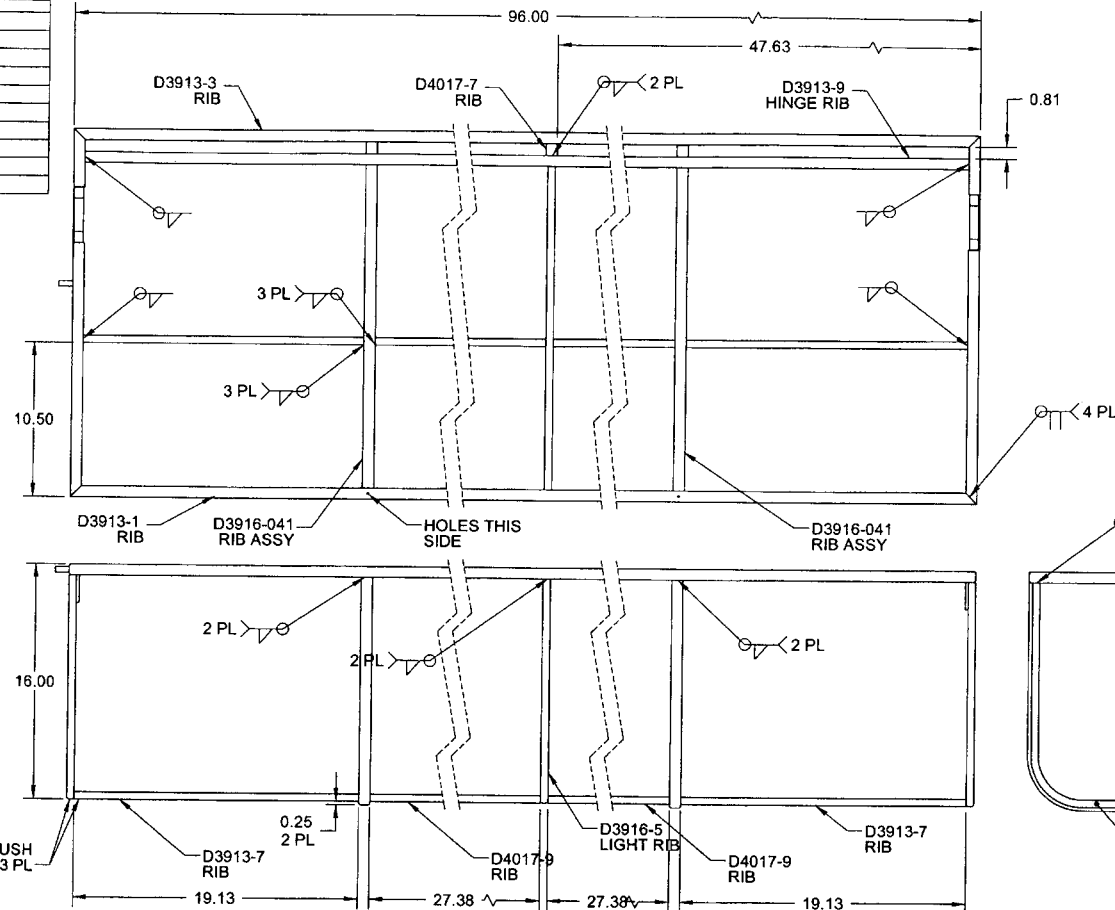 96.00
47.63
D3913-3
RIB
D4017-7
RIB
2 PL
D3913-9
HINGE RIB
0.81
3 PL
3 PL
10.50
4 PL
D3913-1
RIB
D3916-041
RIB ASSY
HOLES THIS
SIDE
D3916-041
RIB ASSY
2 PL
2 PL
2 PL
16.00
0.25
2 PL
USH
3 PL
D3913-7
RIB
D4017-9
RIB
D3916-5
LIGHT RIB
D4017-9
RIB
D3913-7
RIB
19.13
27.38
27.38
19.13